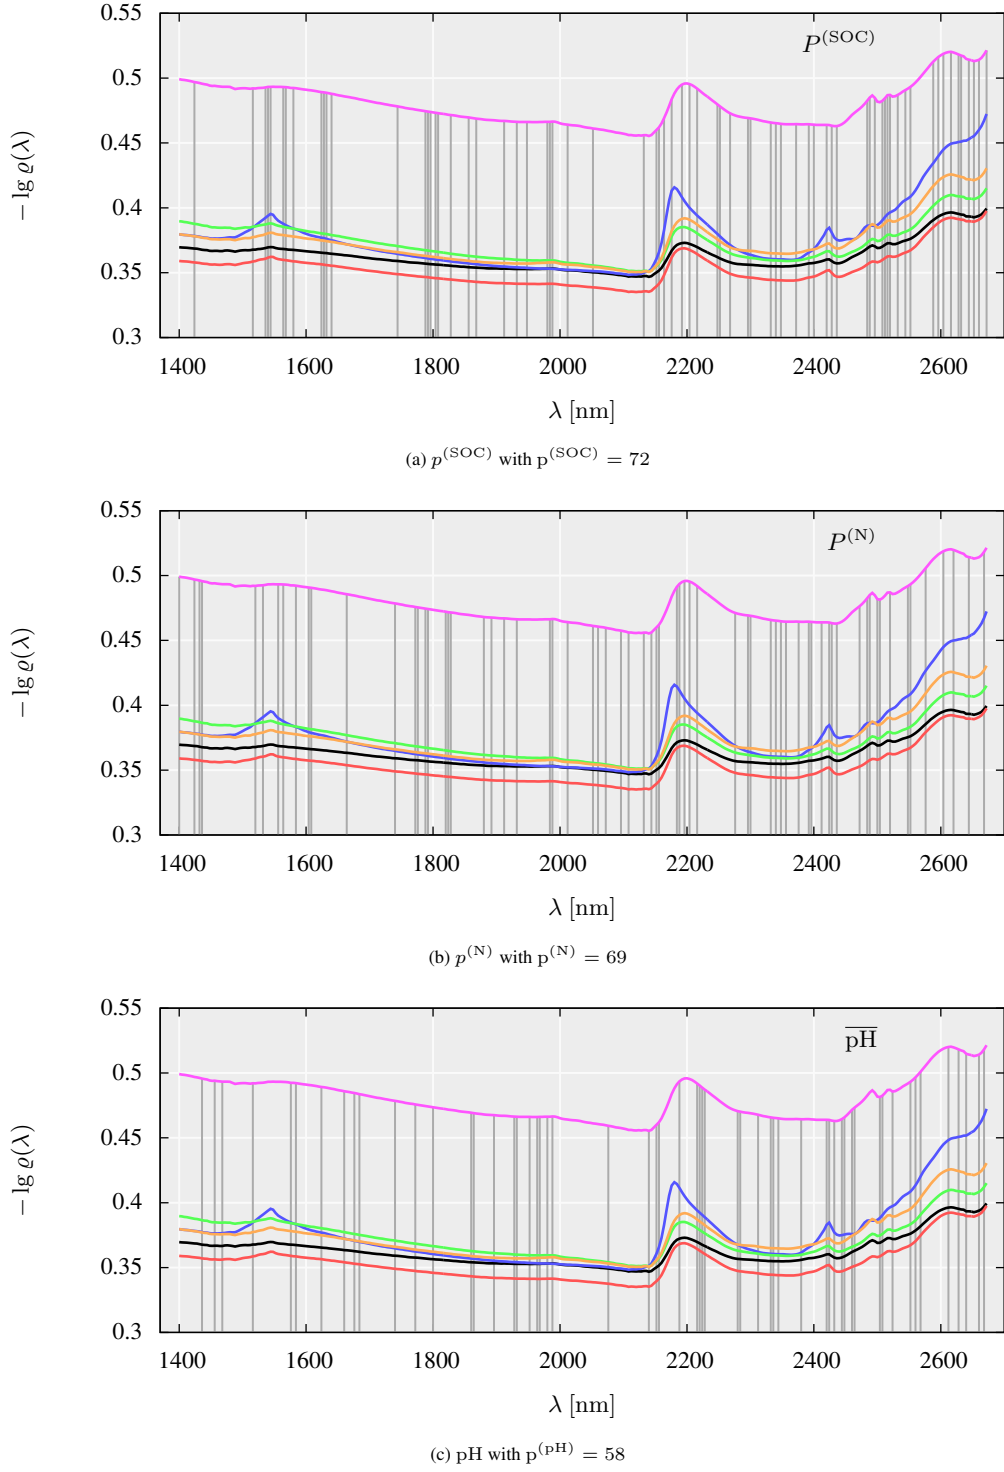 0.55
0.5
0.45
0.4
0.35
0.3
− lg ϱ(λ)
P^(SOC)
1400 1600 1800 2000 2200 2400 2600
λ [nm]
(a) p^(SOC) with p^(SOC) = 72
0.55
0.5
0.45
0.4
0.35
0.3
− lg ϱ(λ)
P^(N)
1400 1600 1800 2000 2200 2400 2600
λ [nm]
(b) p^(N) with p^(N) = 69
0.55
0.5
0.45
0.4
0.35
0.3
− lg ϱ(λ)
p̅H̅
1400 1600 1800 2000 2200 2400 2600
λ [nm]
(c) pH with p^(pH) = 58